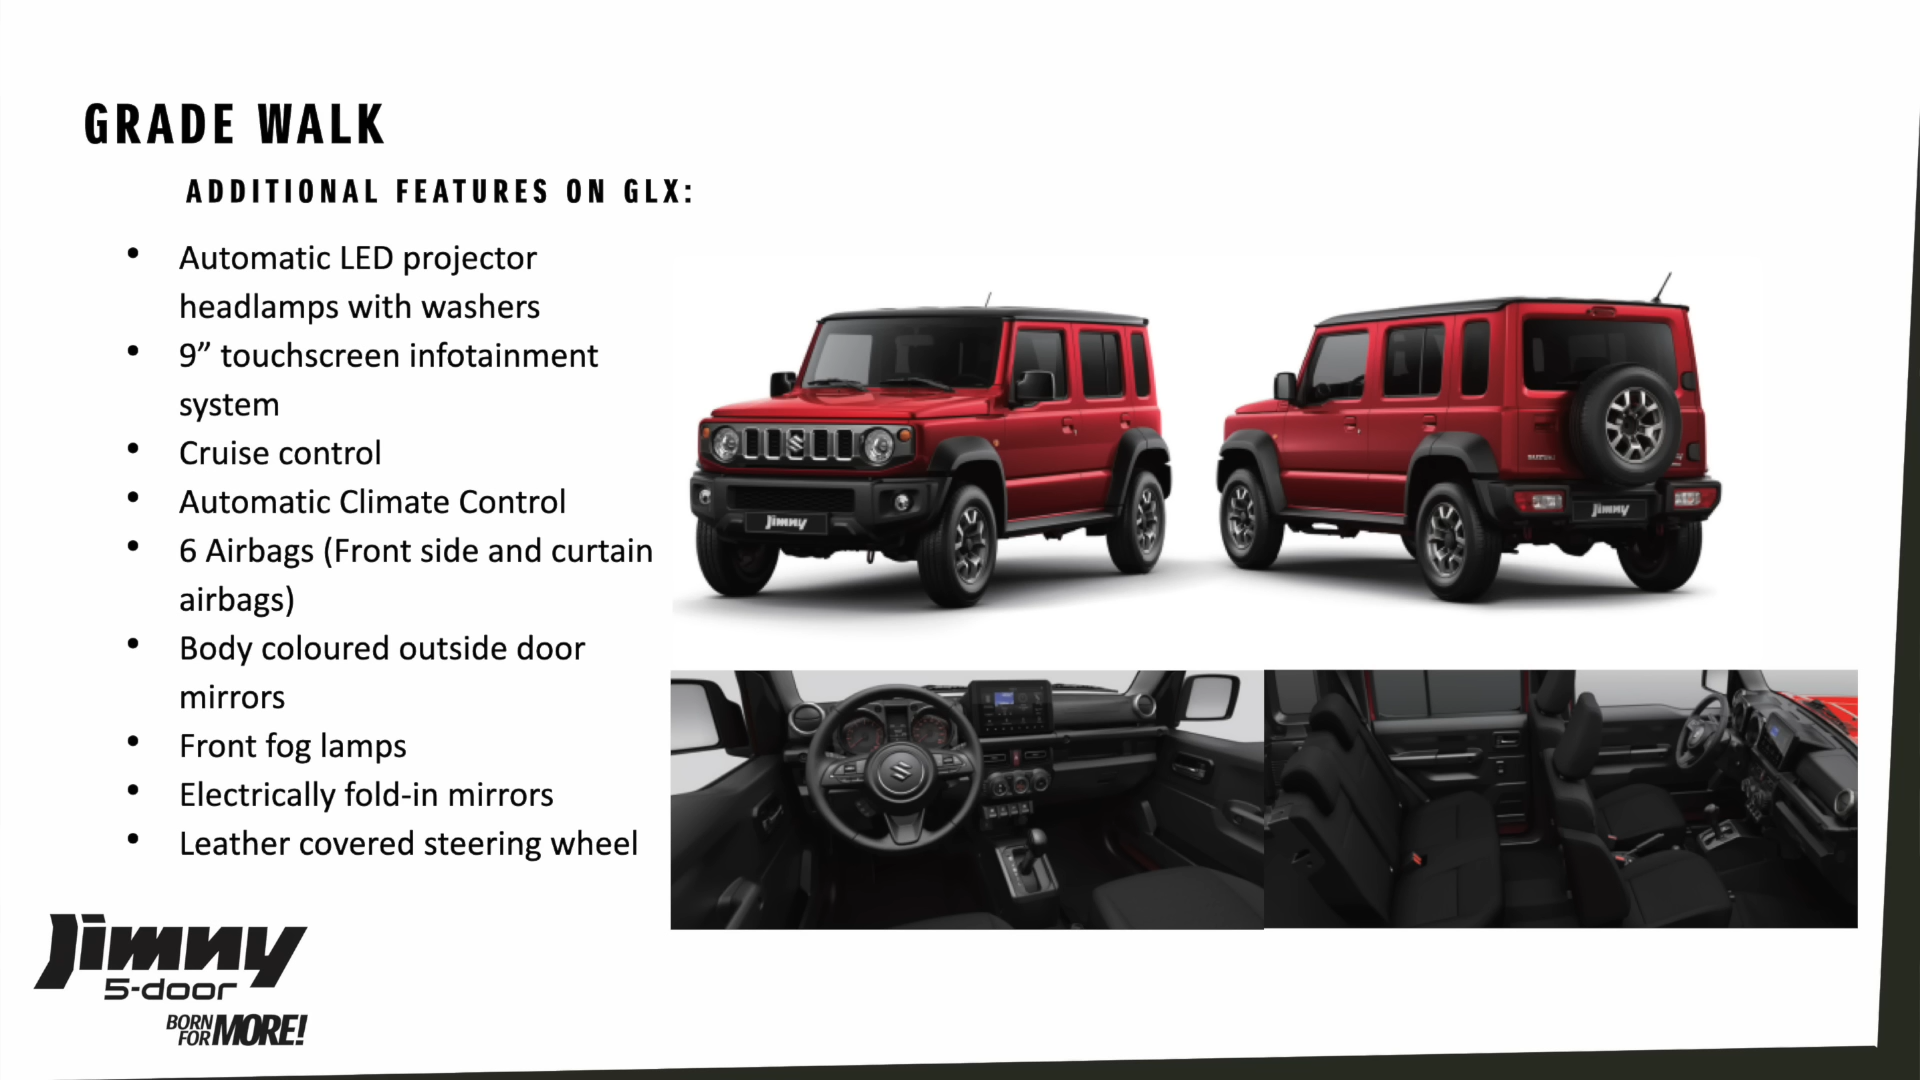 GRADE WALK
ADDITIONAL FEATURES ON GLX:
• Automatic LED projector
headlamps with washers
• 9” touchscreen infotainment
system
• Cruise control
• Automatic Climate Control
• 6 Airbags (Front side and curtain
airbags)
• Body coloured outside door
mirrors
• Front fog lamps
• Electrically fold-in mirrors
• Leather covered steering wheel
Jimny
Jimny
SUZUKI
Jimny
5-door
BORN
FOR MORE!